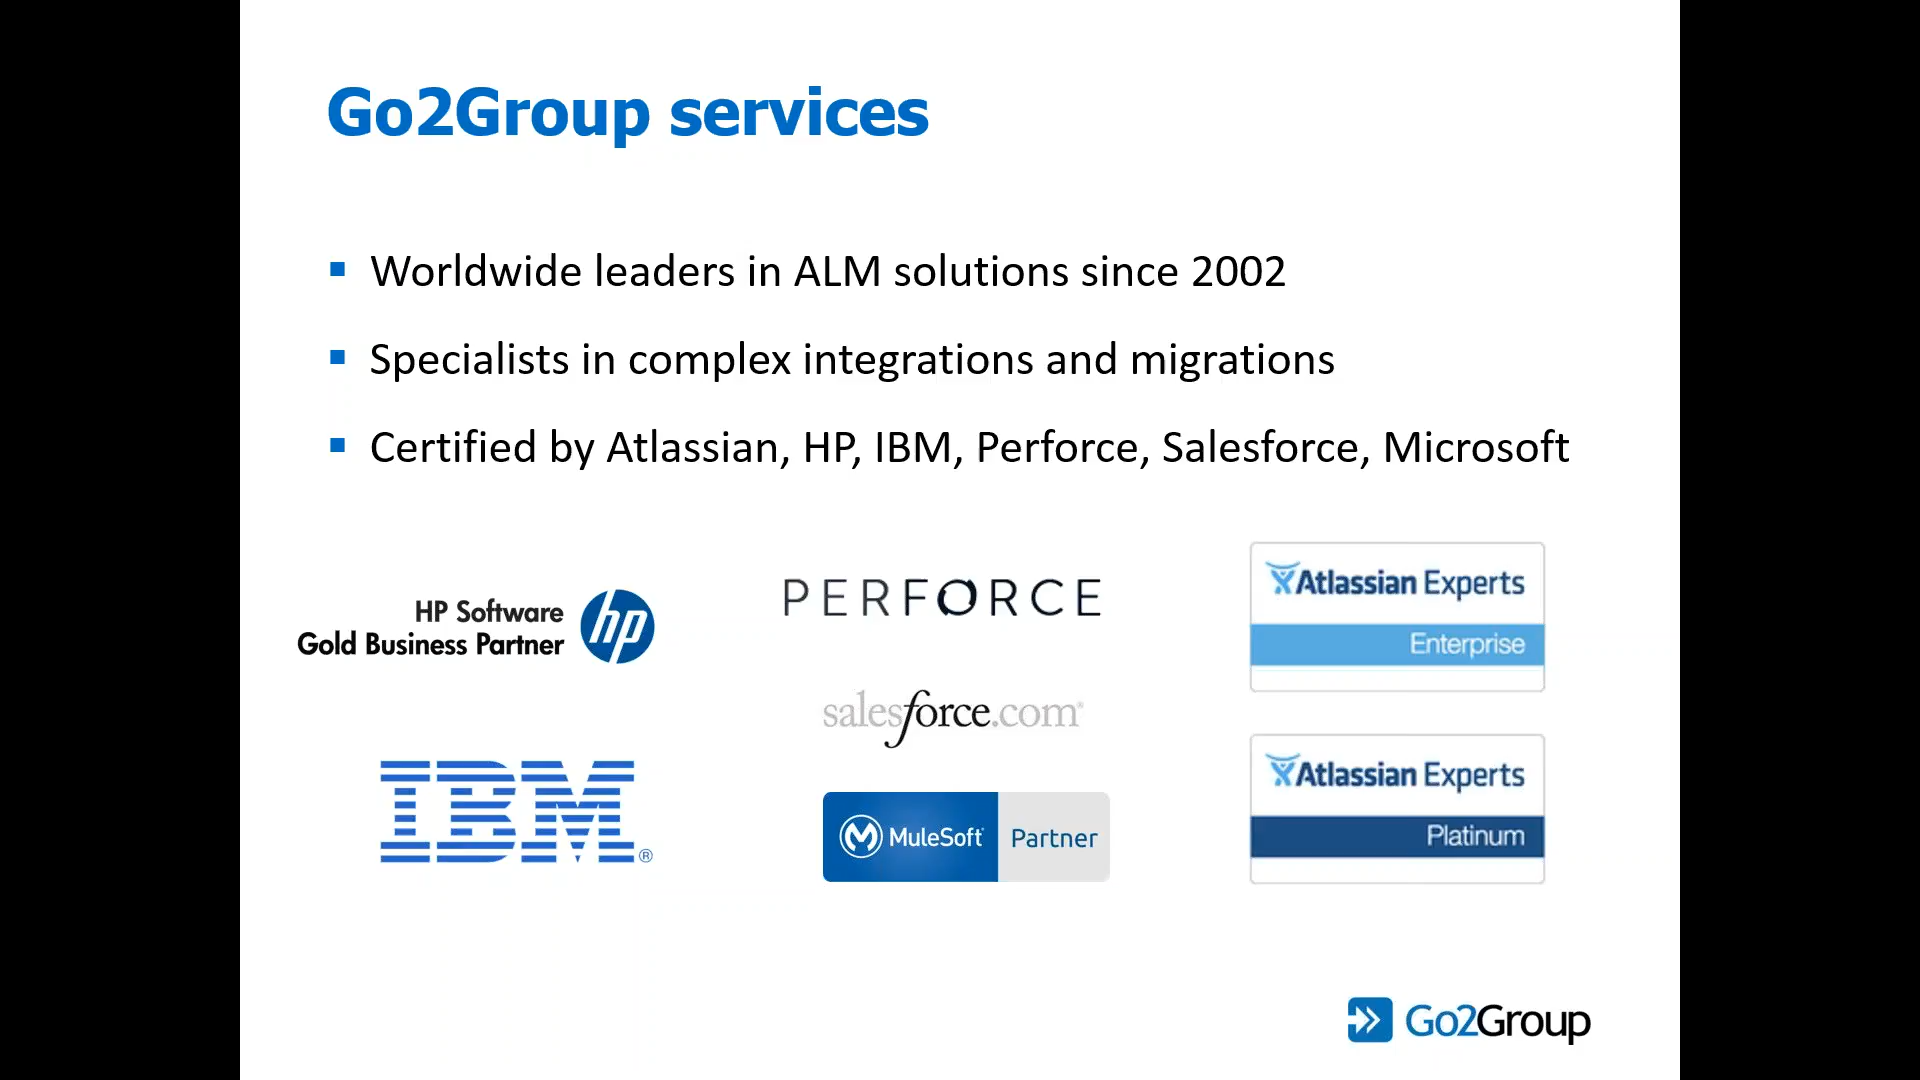 Go2Group services
Worldwide leaders in ALM solutions since 2002
Specialists in complex integrations and migrations
Certified by Atlassian, HP, IBM, Perforce, Salesforce, Microsoft
HP Software
Gold Business Partner
hp
PERFORCE
Atlassian Experts
Enterprise
salesforce.com®
IBM®
MuleSoft Partner
Atlassian Experts
Platinum
Go2Group